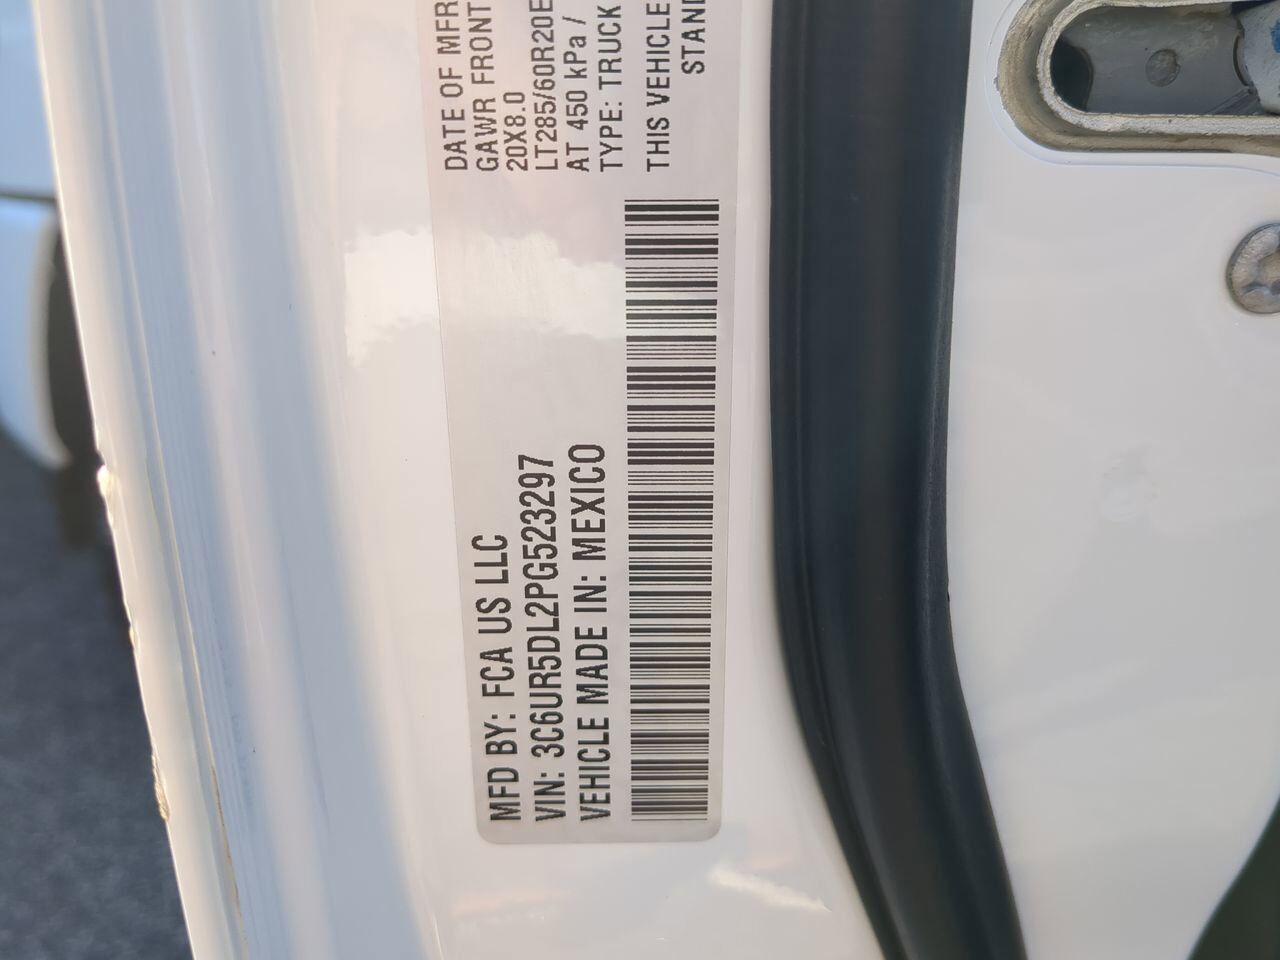 MFD BY: FCA US LLC
VIN: 3C6UR5DL2PG523297
VEHICLE MADE IN: MEXICO
DATE OF MFR
GAWR FRONT
20X8.0
LT285/60R20E
AT 450 kPa /
TYPE: TRUCK
THIS VEHICLE